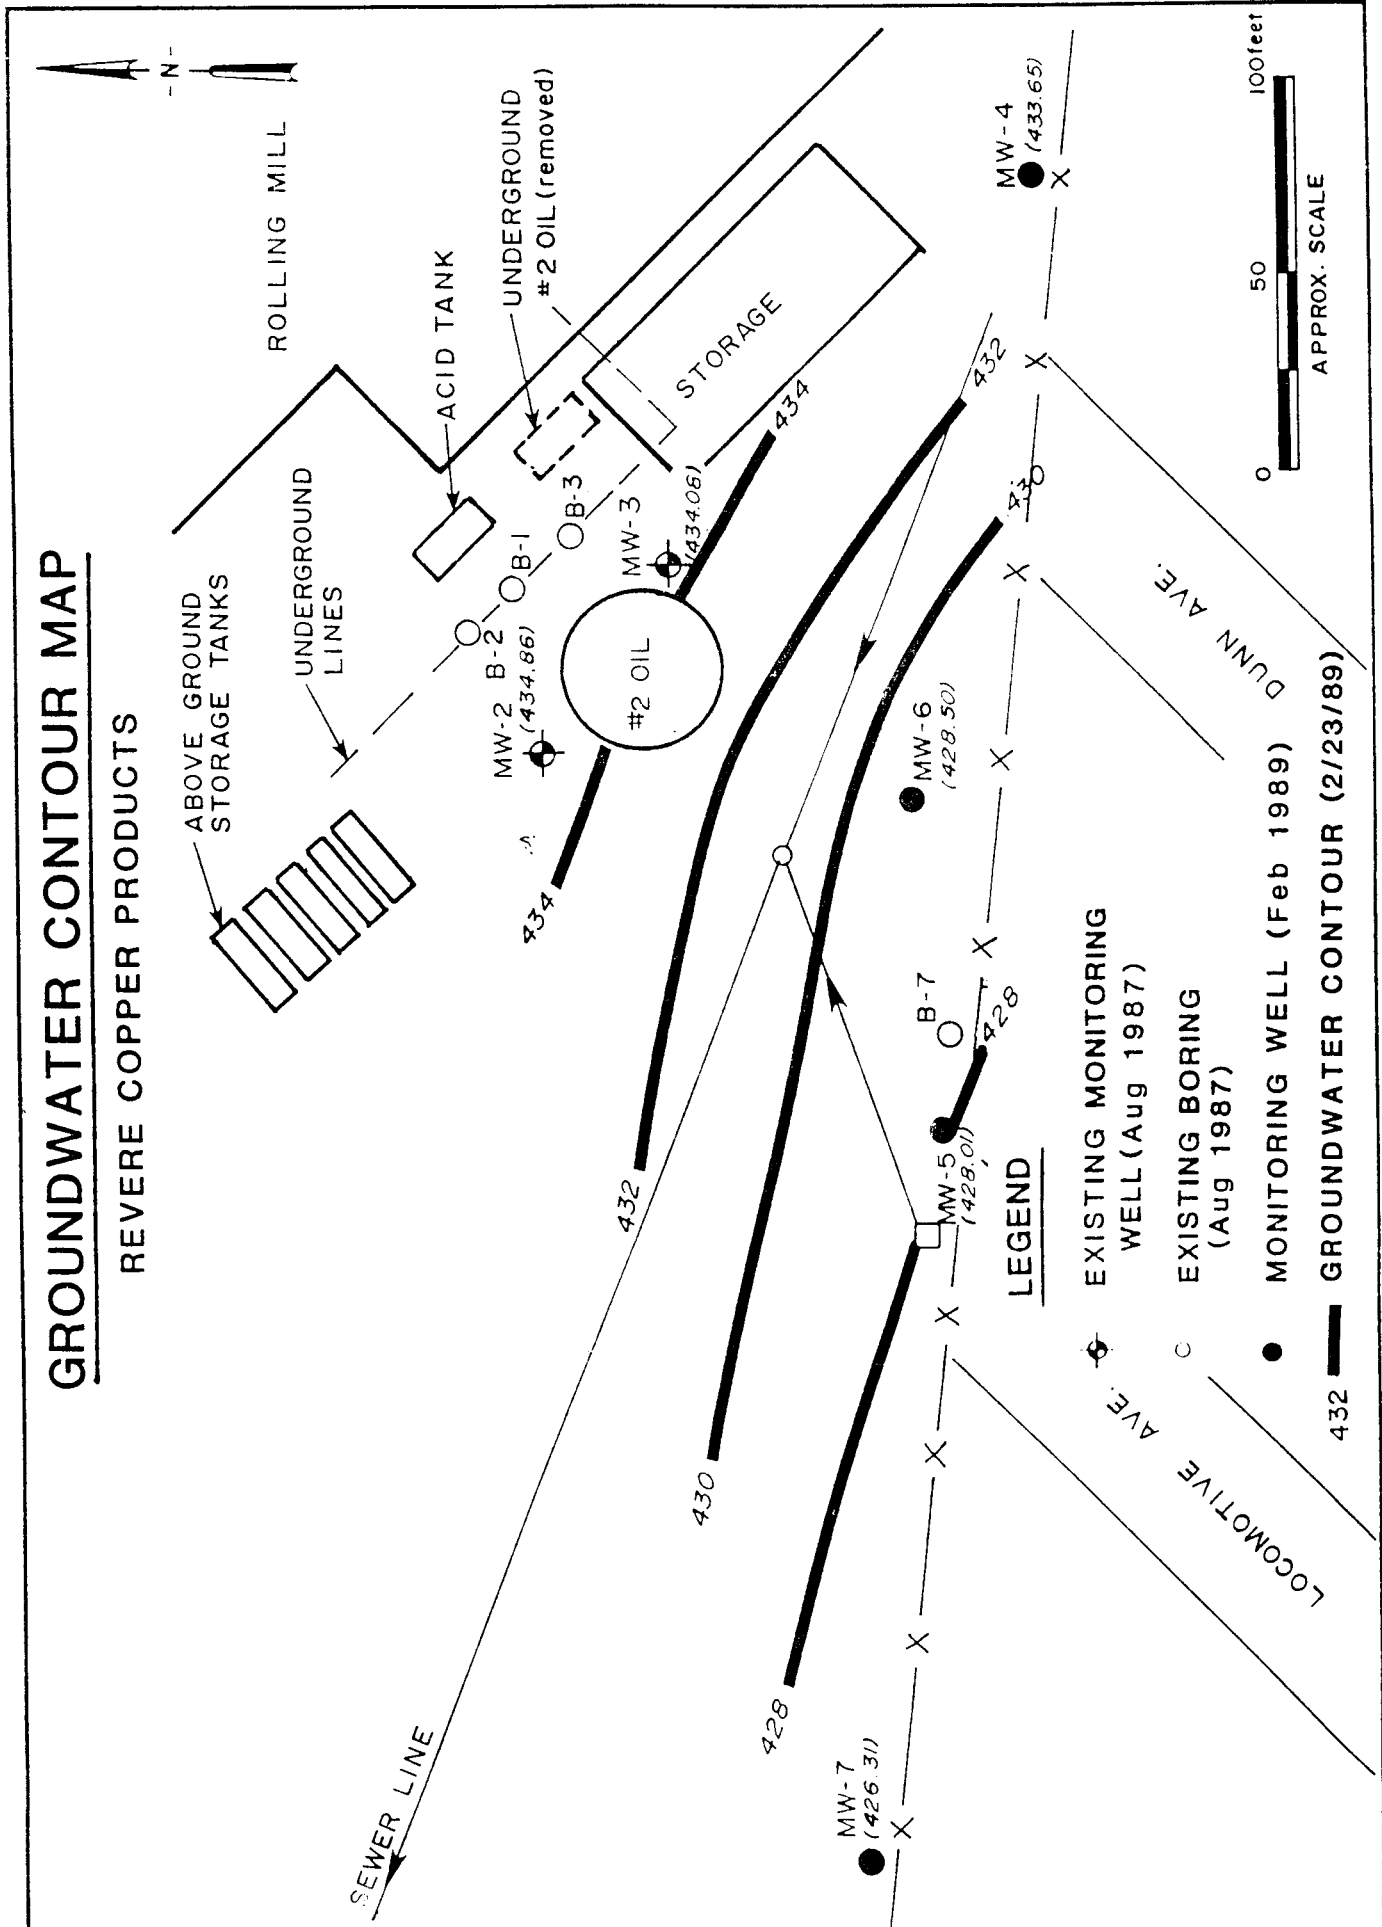 GROUNDWATER CONTOUR MAP
REVERE COPPER PRODUCTS
-N-
ROLLING MILL
ABOVE GROUND
STORAGE TANKS
UNDERGROUND
LINES
ACID TANK
UNDERGROUND
#2 OIL (removed)
B-2
B-1
B-3
MW-2
(434.86)
MW-3
(434.08)
#2 OIL
STORAGE
434
434
432
432
430
430
428
428
MW-4
(433.65)
MW-6
(428.50)
B-7
MW-5
(428.01)
MW-7
(426.31)
SEWER LINE
DUNN AVE.
LOCOMOTIVE AVE.
LEGEND
EXISTING MONITORING
WELL (Aug 1987)
EXISTING BORING
(Aug 1987)
MONITORING WELL (Feb 1989)
432 GROUNDWATER CONTOUR (2/23/89)
0 50 100 feet
APPROX. SCALE